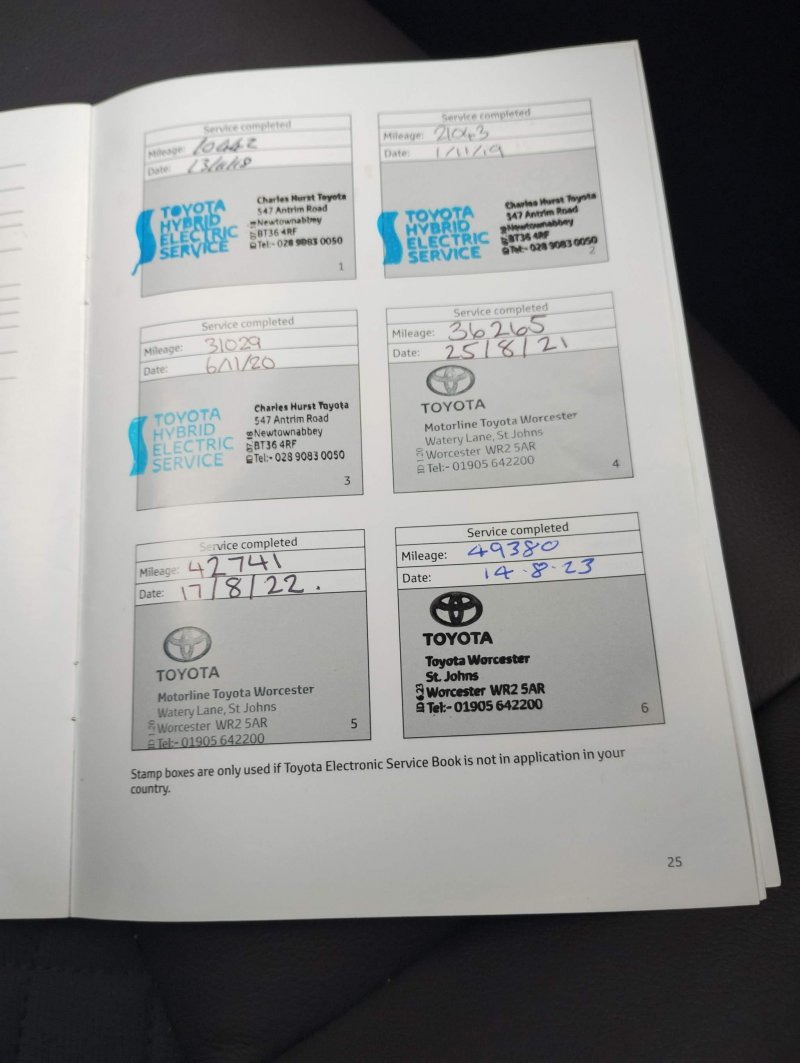 Service completed
Mileage: 10442
Date:
TOYOTA
HYBRID
ELECTRIC
SERVICE
Charles Hurst Toyota
547 Antrim Road
Newtownabbey
BT36 4RF
Tel:- 028 9083 0050
1
Service completed
Mileage:
Date: 1/11/19
TOYOTA
HYBRID
ELECTRIC
SERVICE
Charles Hurst Toyota
547 Antrim Road
Newtownabbey
BT36 4RF
Tel:- 028 9083 0050
2
Service completed
Mileage: 31029
Date: 6/11/20
TOYOTA
HYBRID
ELECTRIC
SERVICE
Charles Hurst Toyota
547 Antrim Road
Newtownabbey
BT36 4RF
Tel:- 028 9083 0050
3
Service completed
Mileage: 36265
Date: 25/8/21
TOYOTA
Motorline Toyota Worcester
Watery Lane, St Johns
Worcester WR2 5AR
Tel:- 01905 642200
ID 1.20
4
Service completed
Mileage: 42741
Date: 17/8/22.
TOYOTA
Motorline Toyota Worcester
Watery Lane, St Johns
Worcester WR2 5AR
Tel:- 01905 642200
ID 1.20
5
Service completed
Mileage: 49380
Date: 14.8.23
TOYOTA
Toyota Worcester
St. Johns
Worcester WR2 5AR
Tel:- 01905 642200
ID 6.23
6
Stamp boxes are only used if Toyota Electronic Service Book is not in application in your
country.
25